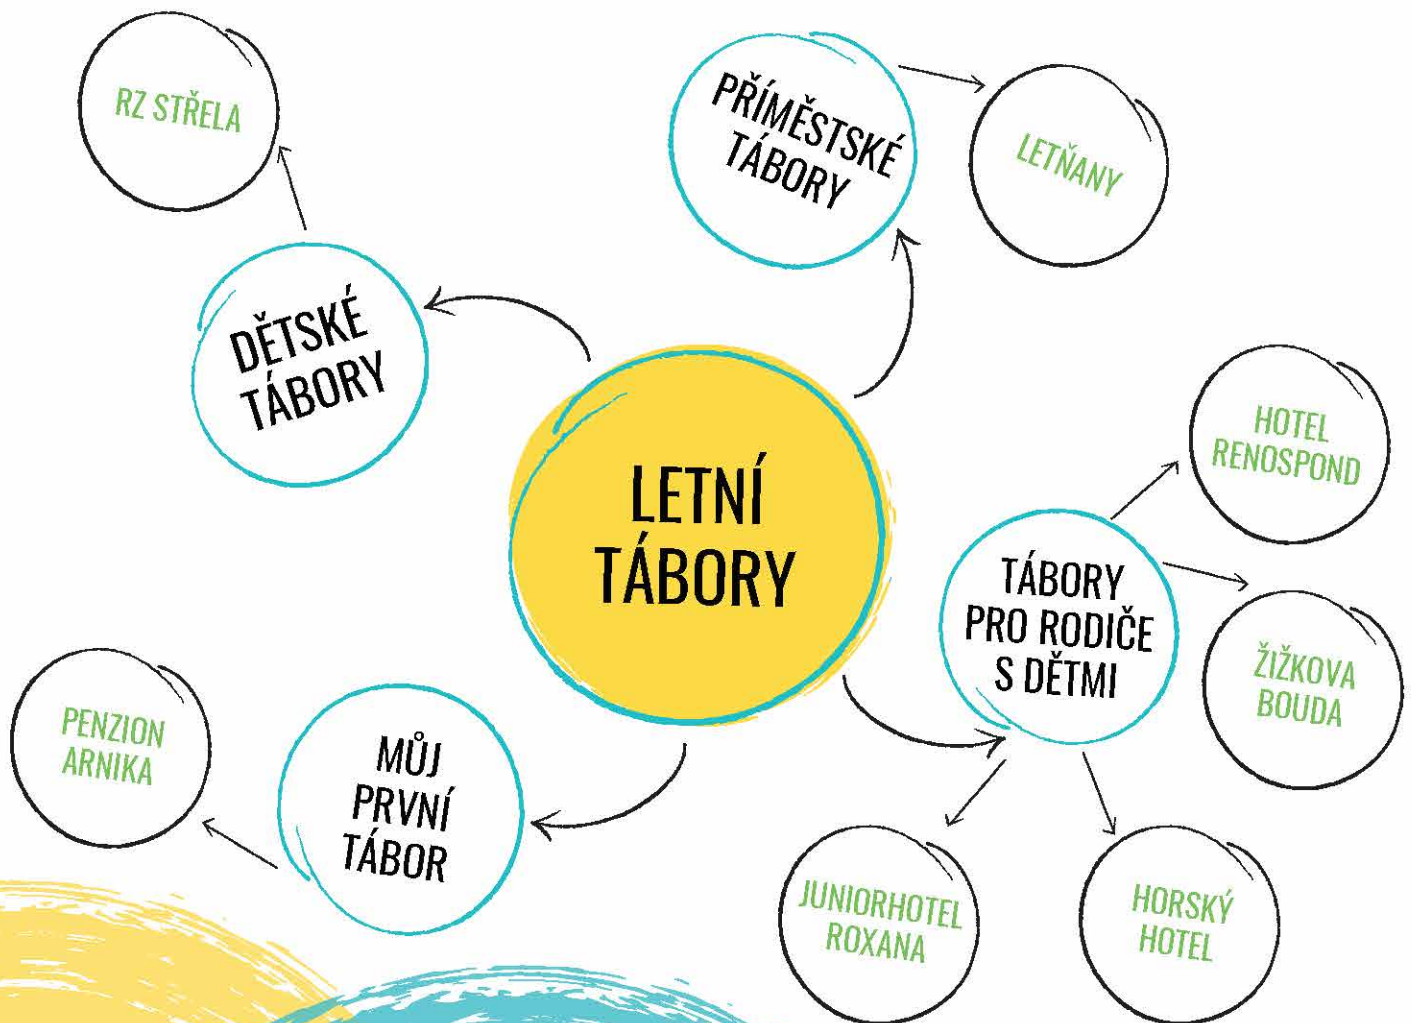 RZ STŘELA
PŘÍMĚSTSKÉ
TÁBORY
LETŇANY
DĚTSKÉ
TÁBORY
LETNÍ
TÁBORY
HOTEL
RENOSPOND
TÁBORY
PRO RODIČE
S DĚTMI
ŽIŽKOVA
BOUDA
PENZION
ARNIKA
MŮJ
PRVNÍ
TÁBOR
JUNIORHOTEL
ROXANA
HORSKÝ
HOTEL